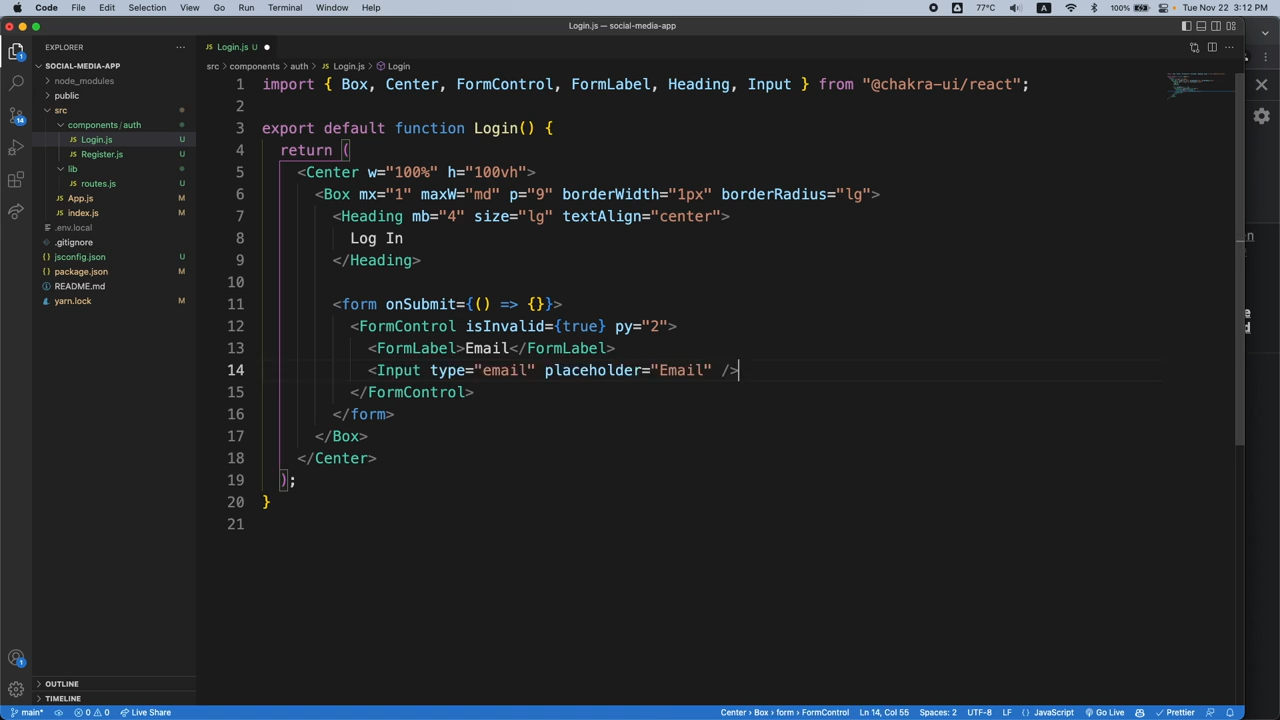 Code File Edit Selection View Go Run Terminal Window Help 77°C A 100% Tue Nov 22 3:12 PM
Login.js — social-media-app
EXPLORER
Login.js U
SOCIAL-MEDIA-APP
node_modules
public
src
components/auth
Login.js U
Register.js U
lib
routes.js U
App.js M
index.js M
.env.local
.gitignore
jsconfig.json U
package.json M
README.md
yarn.lock M
OUTLINE
TIMELINE
1
14
1
src > components > auth > Login.js > Login
1 import { Box, Center, FormControl, FormLabel, Heading, Input } from "@chakra-ui/react";
2
3 export default function Login() {
4 return (
5 <Center w="100%" h="100vh">
6 <Box mx="1" maxW="md" p="9" borderWidth="1px" borderRadius="lg">
7 <Heading mb="4" size="lg" textAlign="center">
8 Log In
9 </Heading>
10
11 <form onSubmit={() => {}}>
12 <FormControl isInvalid={true} py="2">
13 <FormLabel>Email</FormLabel>
14 <Input type="email" placeholder="Email" />
15 </FormControl>
16 </form>
17 </Box>
18 </Center>
19 );
20 }
21
main* 0 0 Live Share Center > Box > form > FormControl Ln 14, Col 55 Spaces: 2 UTF-8 LF { } JavaScript Go Live Prettier